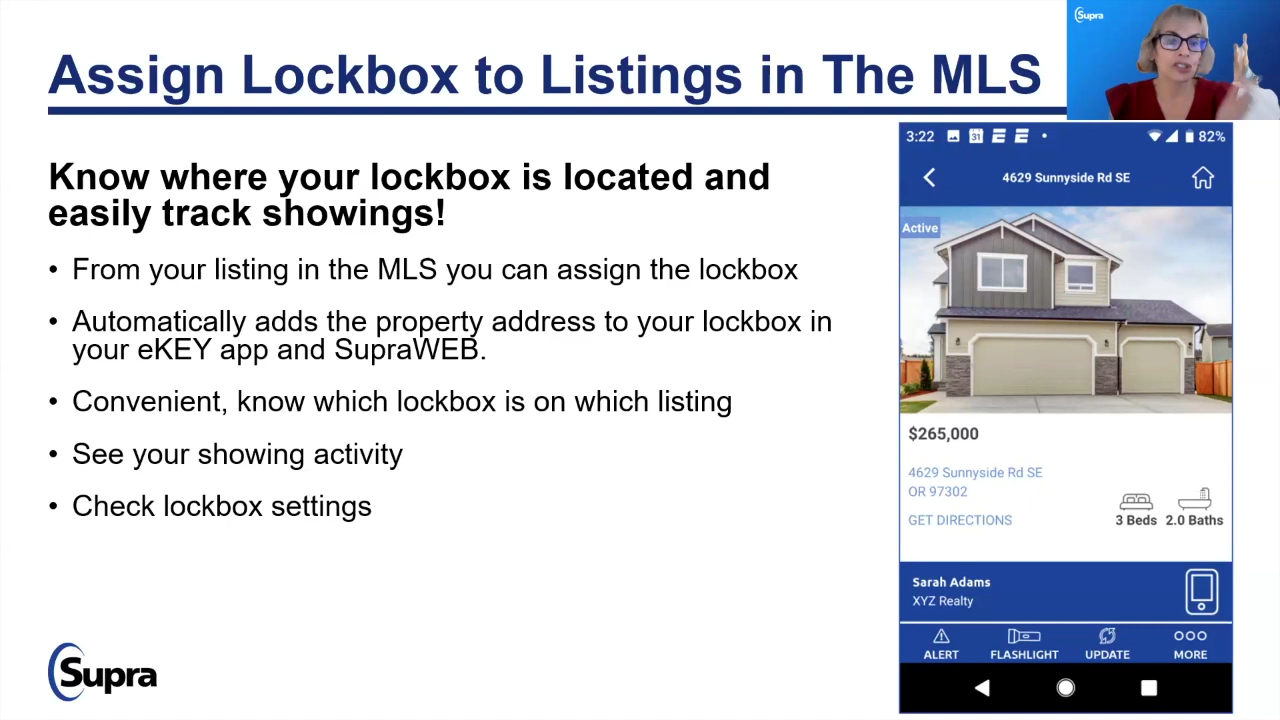 Assign Lockbox to Listings in The MLS
Supra
Know where your lockbox is located and
easily track showings!
• From your listing in the MLS you can assign the lockbox
• Automatically adds the property address to your lockbox in
your eKEY app and SupraWEB.
• Convenient, know which lockbox is on which listing
• See your showing activity
• Check lockbox settings
Supra
3:22
31
82%
4629 Sunnyside Rd SE
Active
$265,000
4629 Sunnyside Rd SE
OR 97302
GET DIRECTIONS
3 Beds 2.0 Baths
Sarah Adams
XYZ Realty
ALERT FLASHLIGHT UPDATE MORE